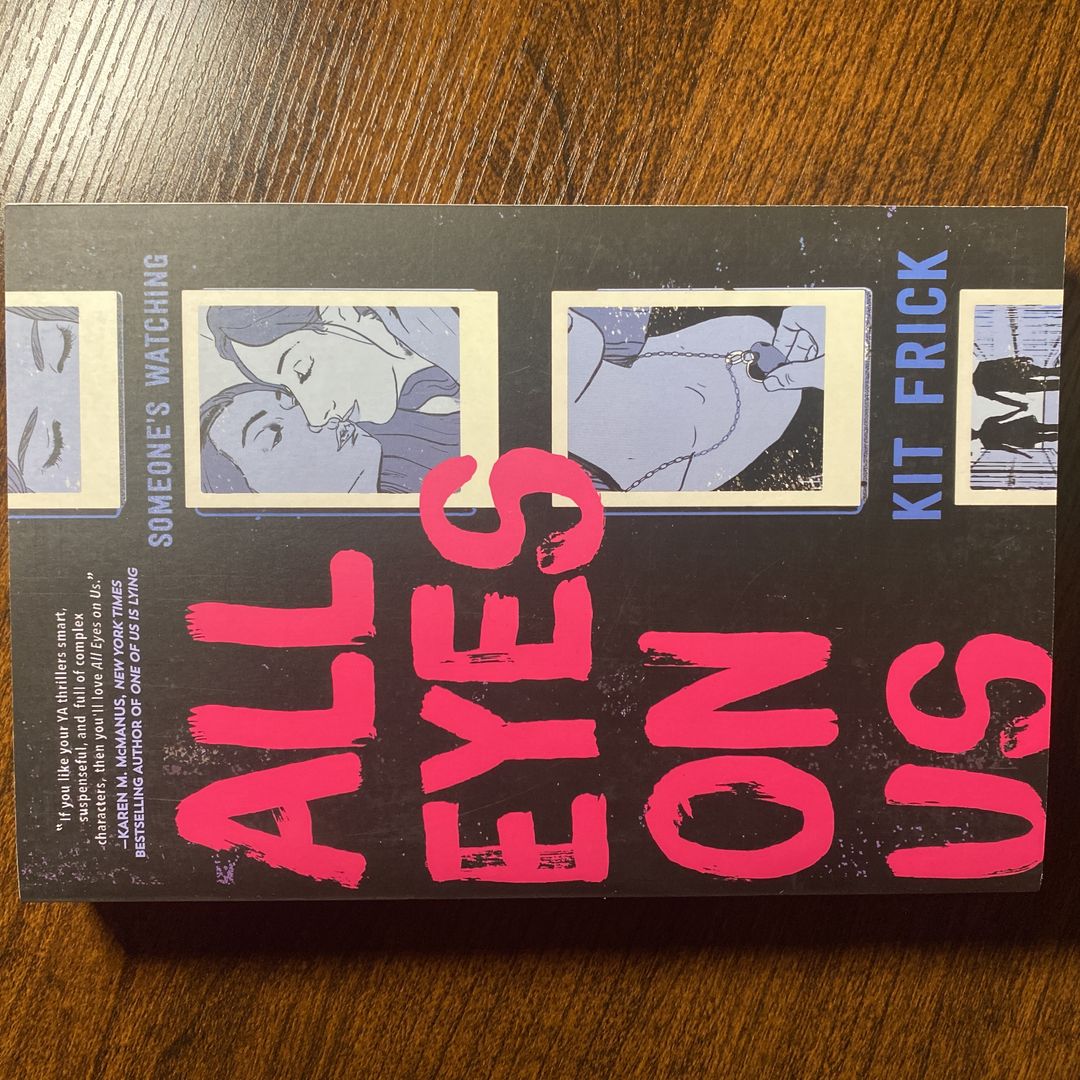 “If you like your YA thrillers smart,
suspenseful, and full of complex
characters, then you'll love All Eyes on Us.”
—KAREN M. McMANUS, NEW YORK TIMES
BESTSELLING AUTHOR OF ONE OF US IS LYING
SOMEONE'S WATCHING
ALL
EYES
ON
US
KIT FRICK